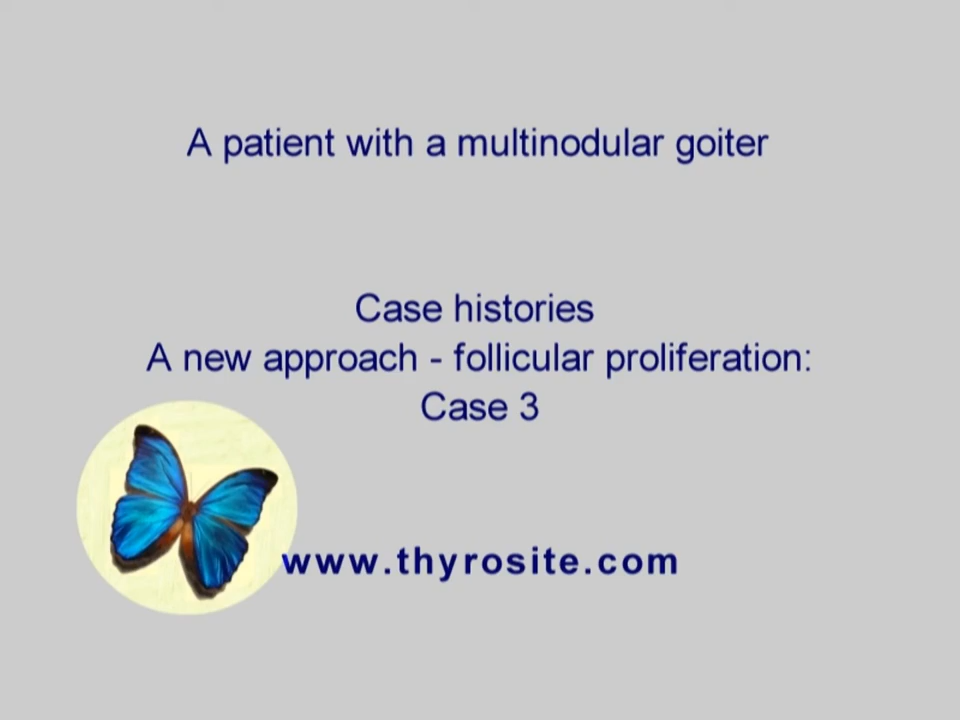 A patient with a multinodular goiter
Case histories
A new approach - follicular proliferation:
Case 3
www.thyrosite.com